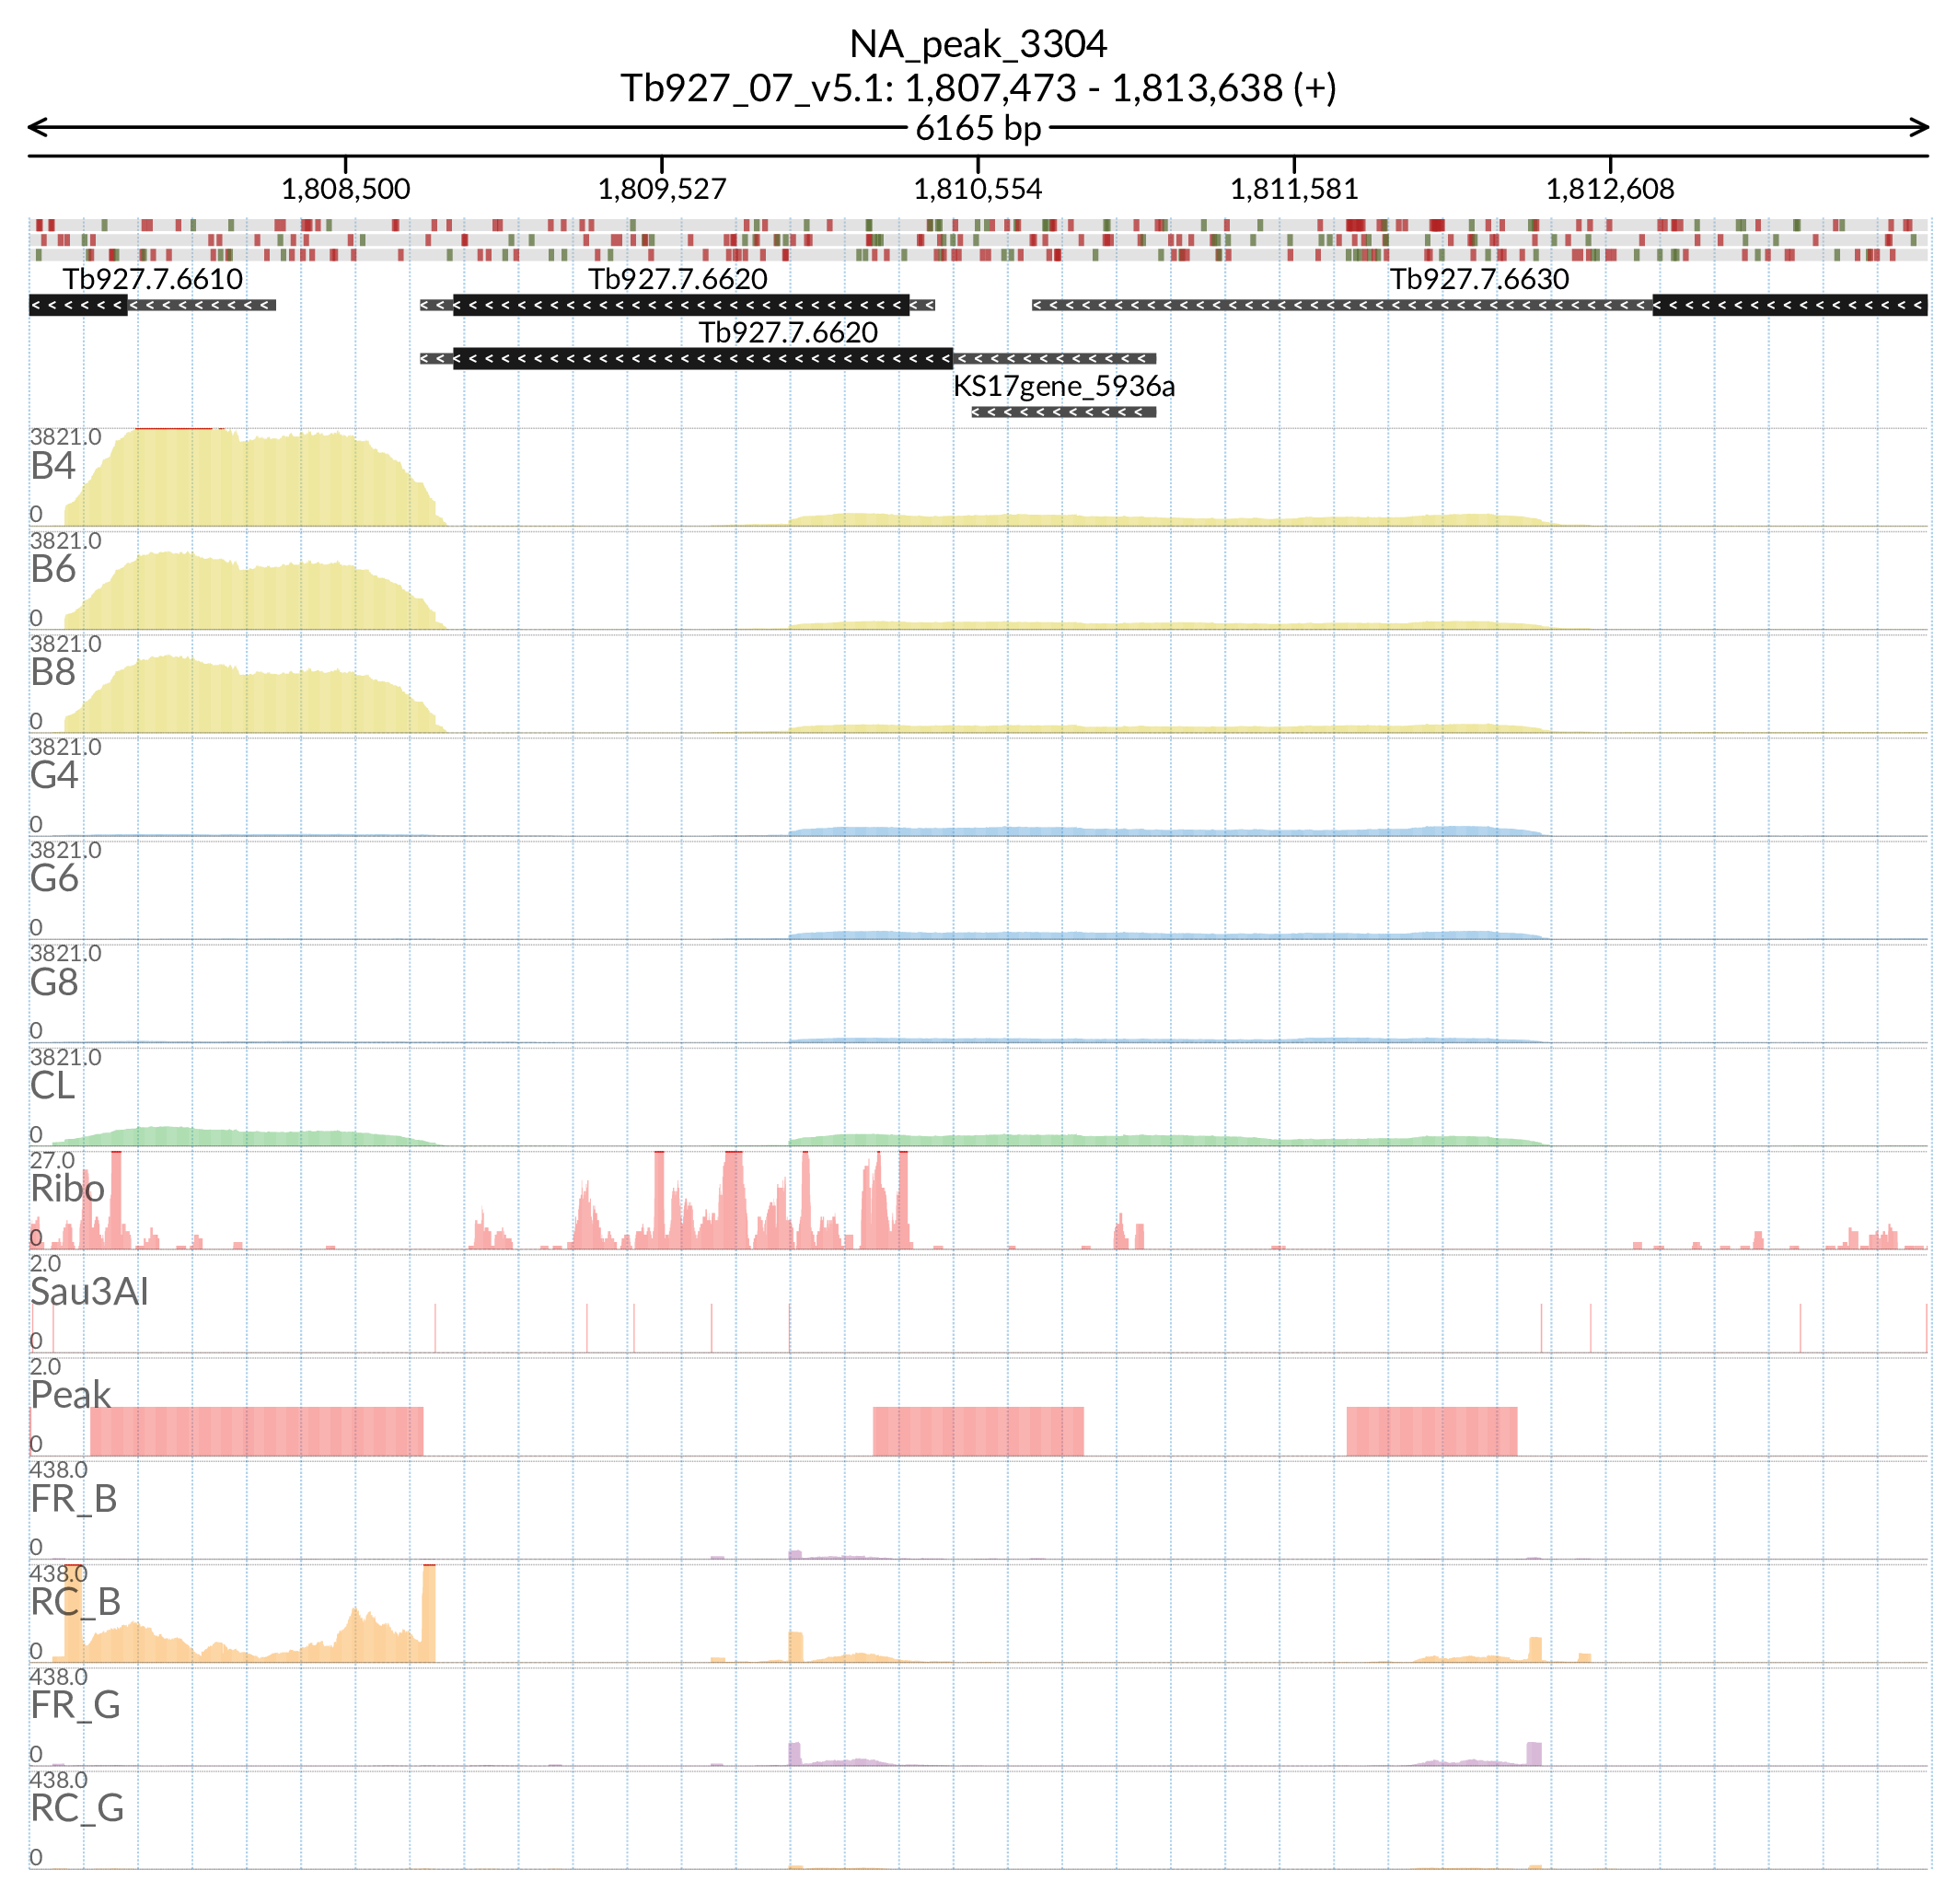 NA_peak_3304
Tb927_07_v5.1: 1,807,473 - 1,813,638 (+)
6165 bp
1,808,500 1,809,527 1,810,554 1,811,581 1,812,608
Tb927.7.6610 Tb927.7.6620 Tb927.7.6630
Tb927.7.6620
KS17gene_5936a
3821.0
B4
0
3821.0
B6
0
3821.0
B8
0
3821.0
G4
0
3821.0
G6
0
3821.0
G8
0
3821.0
CL
0
27.0
Ribo
0
2.0
Sau3AI
0
2.0
Peak
0
438.0
FR_B
0
438.0
RC_B
0
438.0
FR_G
0
438.0
RC_G
0